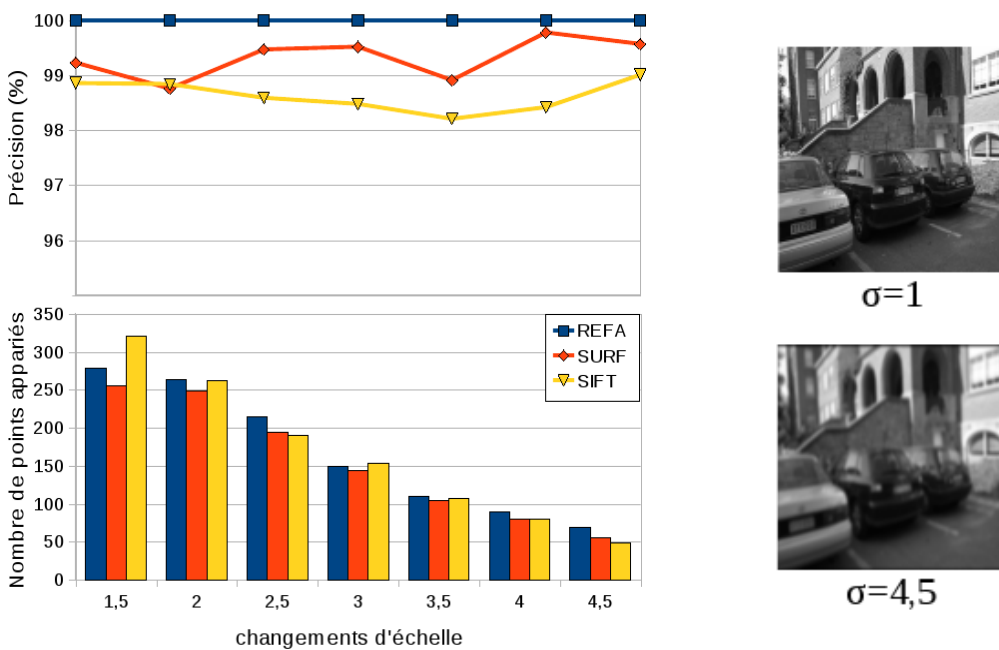 Précision (%)
100
99
98
97
96
Nombre de points appariés
350
300
250
200
150
100
50
0
REFA
SURF
SIFT
1,5 2 2,5 3 3,5 4 4,5
changements d'échelle
σ=1
σ=4,5